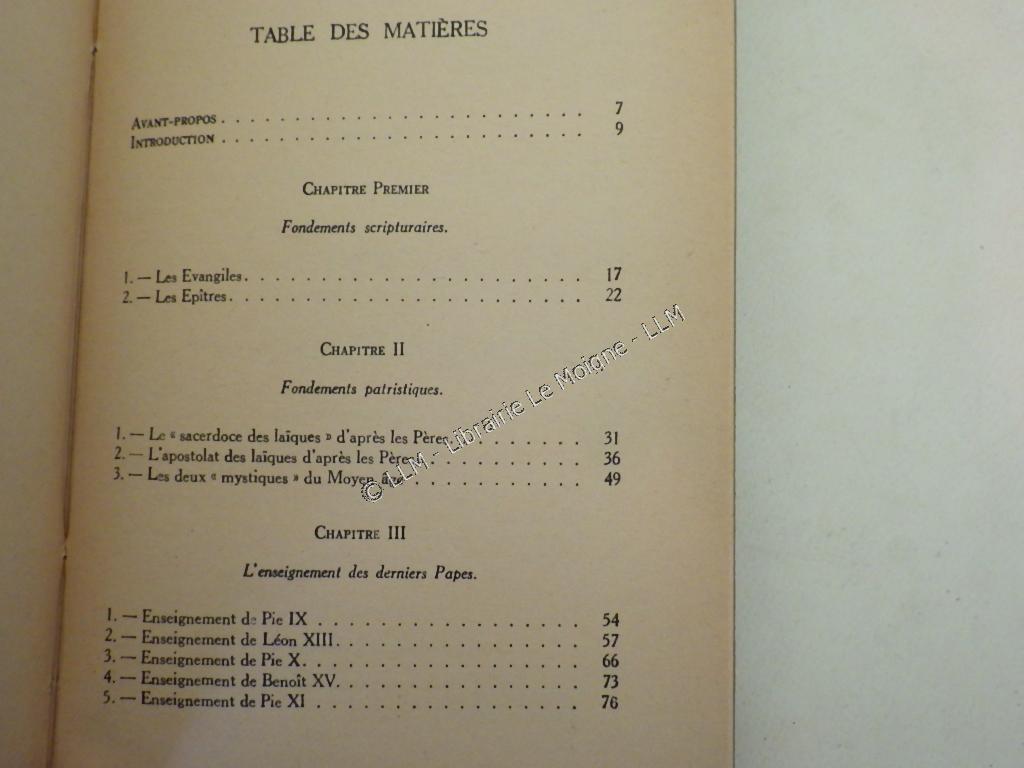 TABLE DES MATIÈRES
AVANT-PROPOS . . . . . . . . . . . . . . . . . . . . . . . . . 7
INTRODUCTION . . . . . . . . . . . . . . . . . . . . . . . . . 9
CHAPITRE PREMIER
Fondements scripturaires.
1. — Les Evangiles. . . . . . . . . . . . . . . . . . . . . . . 17
2. — Les Epîtres. . . . . . . . . . . . . . . . . . . . . . . . 22
CHAPITRE II
Fondements patristiques.
1. — Le « sacerdoce des laïques » d'après les Pères. . . . . . . . 31
2. — L'apostolat des laïques d'après les Pères. . . . . . . . . . 36
3. — Les deux « mystiques » du Moyen âge . . . . . . . . . . . 49
CHAPITRE III
L'enseignement des derniers Papes.
1. — Enseignement de Pie IX . . . . . . . . . . . . . . . . . . 54
2. — Enseignement de Léon XIII. . . . . . . . . . . . . . . . . 57
3. — Enseignement de Pie X. . . . . . . . . . . . . . . . . . . 66
4. — Enseignement de Benoît XV. . . . . . . . . . . . . . . . . 73
5. — Enseignement de Pie XI . . . . . . . . . . . . . . . . . . 76
© LLM - Librairie Le Moigne - LLM